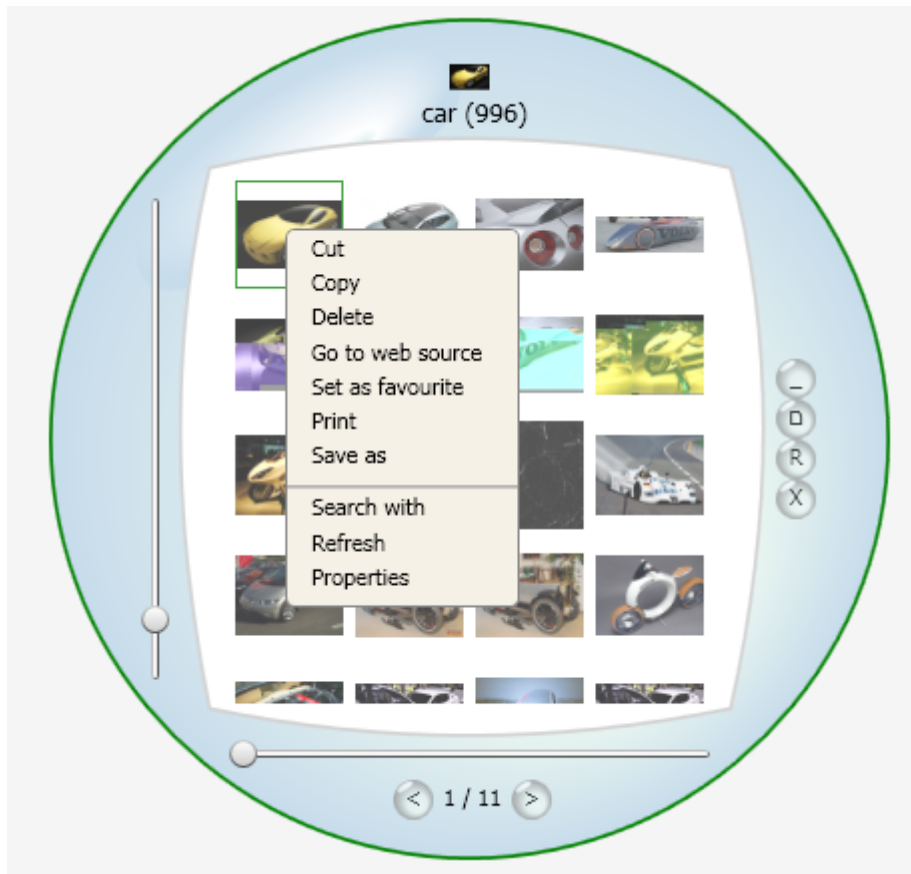 car (996)
Cut
Copy
Delete
Go to web source
Set as favourite
Print
Save as
Search with
Refresh
Properties
_
D
R
X
< 1 / 11 >